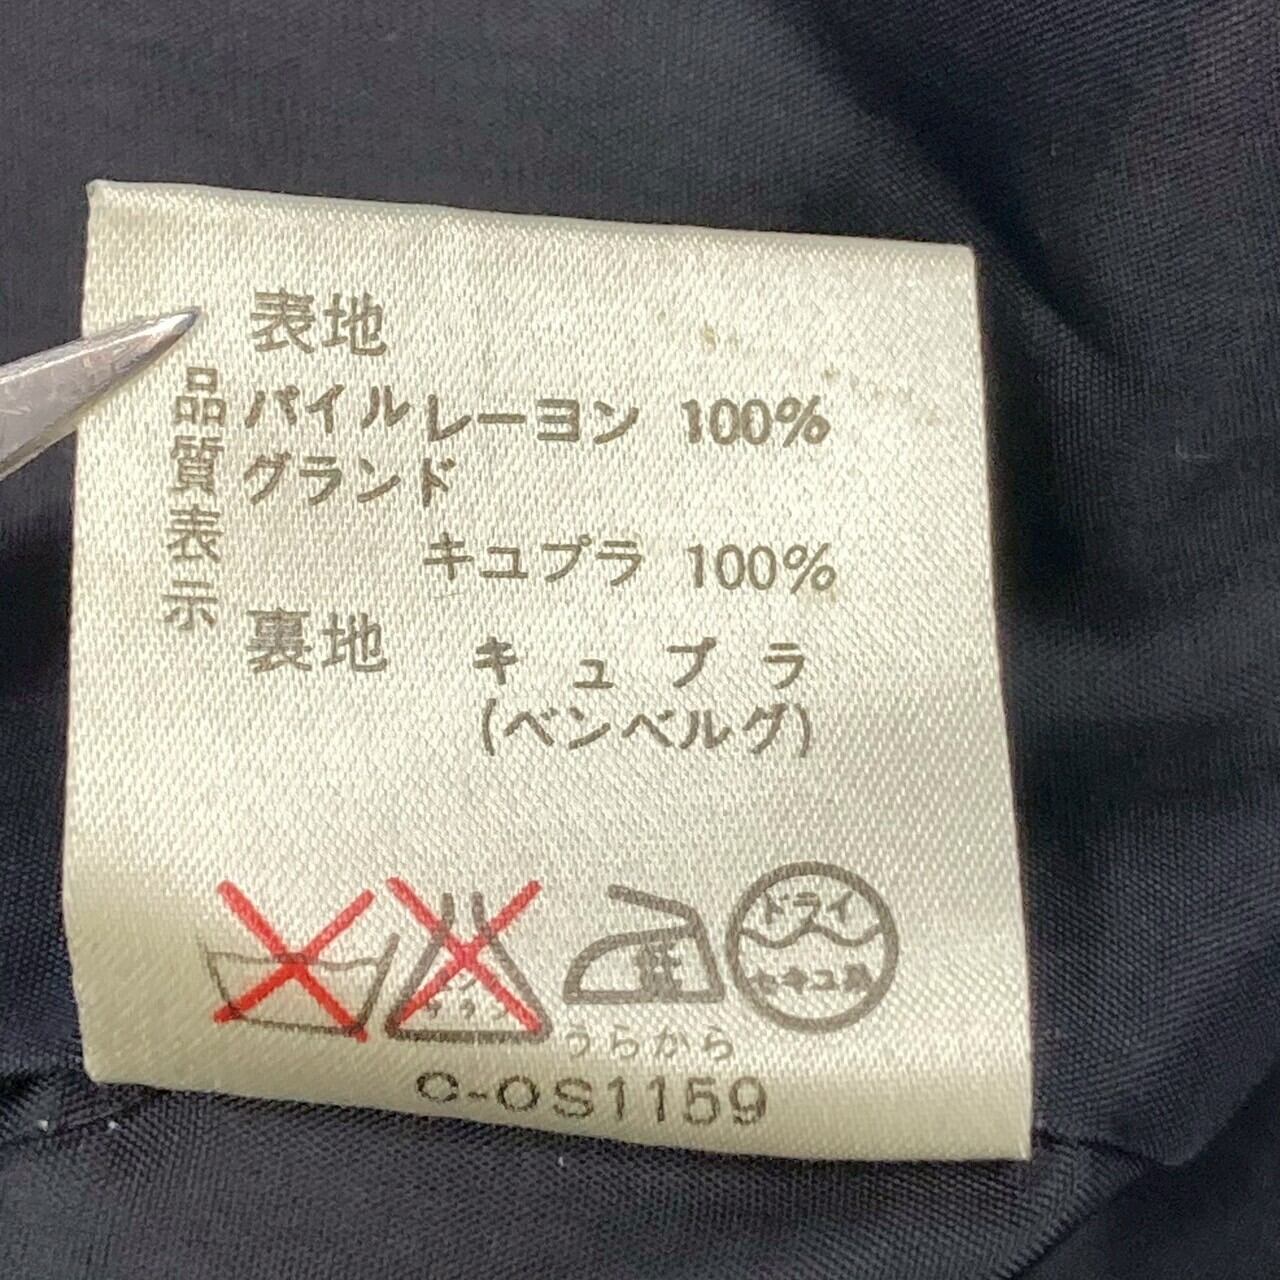 品質表示
表地
パイルレーヨン 100%
グランド
キュプラ 100%
裏地 キュプラ
(ベンベルグ)
ドライ
セキユ系
うらから
C-OS1159